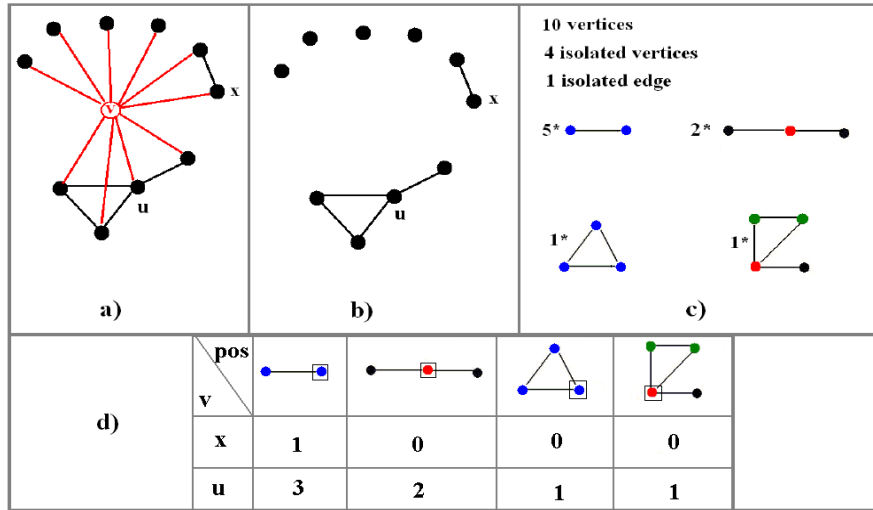 v
x
u
a)
x
u
b)
10 vertices
4 isolated vertices
1 isolated edge
5*
2*
1*
1*
c)
d)
pos
v
x 1 0 0 0
u 3 2 1 1